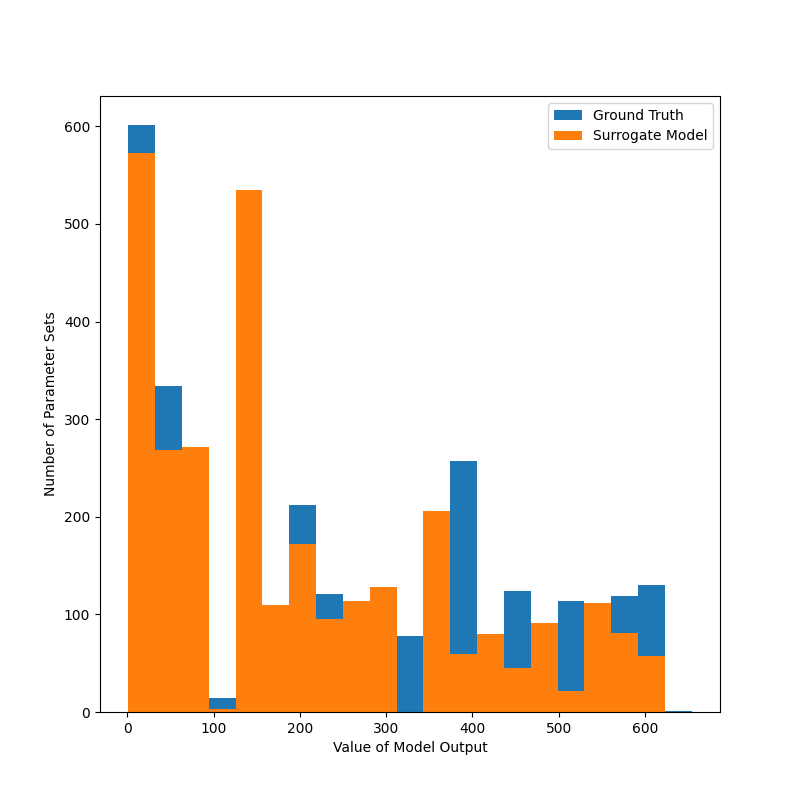 Ground Truth
Surrogate Model
600
500
400
300
200
100
0
Number of Parameter Sets
0 100 200 300 400 500 600
Value of Model Output